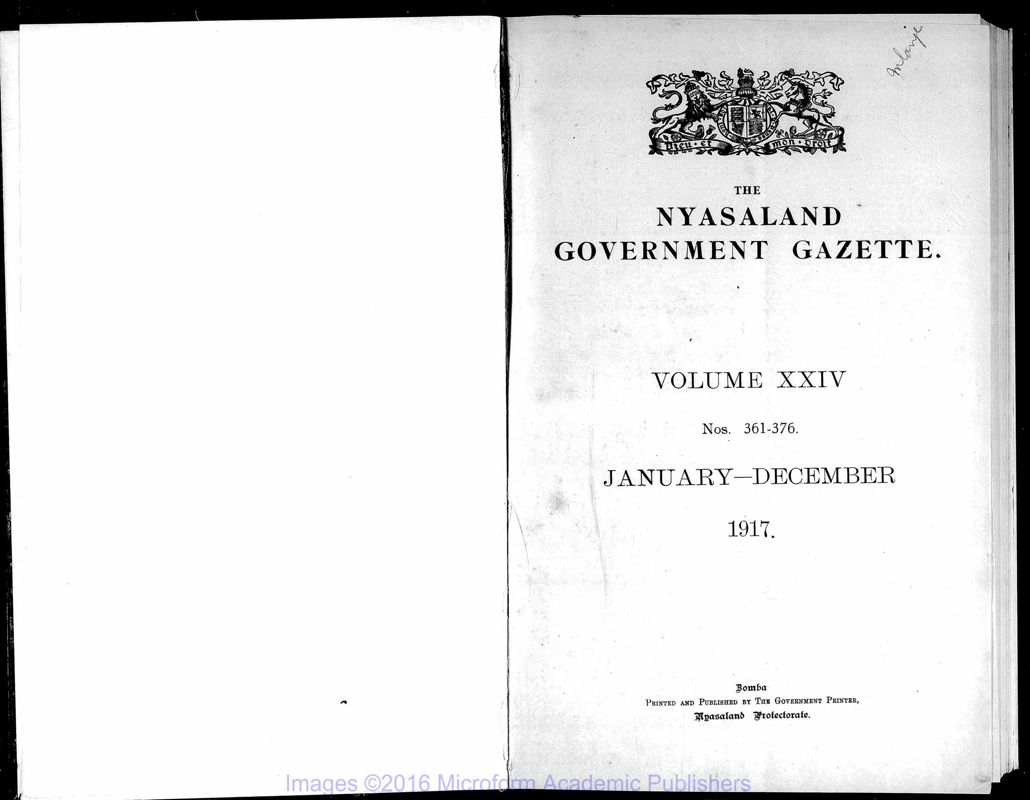 Mlanje
Dieu · et mon · Droit
THE
NYASALAND
GOVERNMENT GAZETTE.
VOLUME XXIV
Nos. 361-376.
JANUARY—DECEMBER
1917.
Zomba
PRINTED AND PUBLISHED BY THE GOVERNMENT PRINTER,
Nyasaland Protectorate.
Images ©2016 Microform Academic Publishers